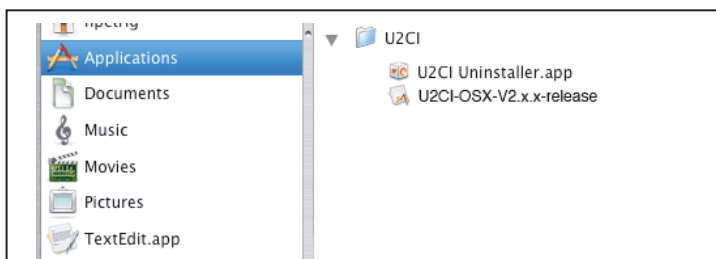 Applications
Documents
Music
Movies
Pictures
TextEdit.app
U2CI
U2CI Uninstaller.app
U2CI-OSX-V2.x.x-release